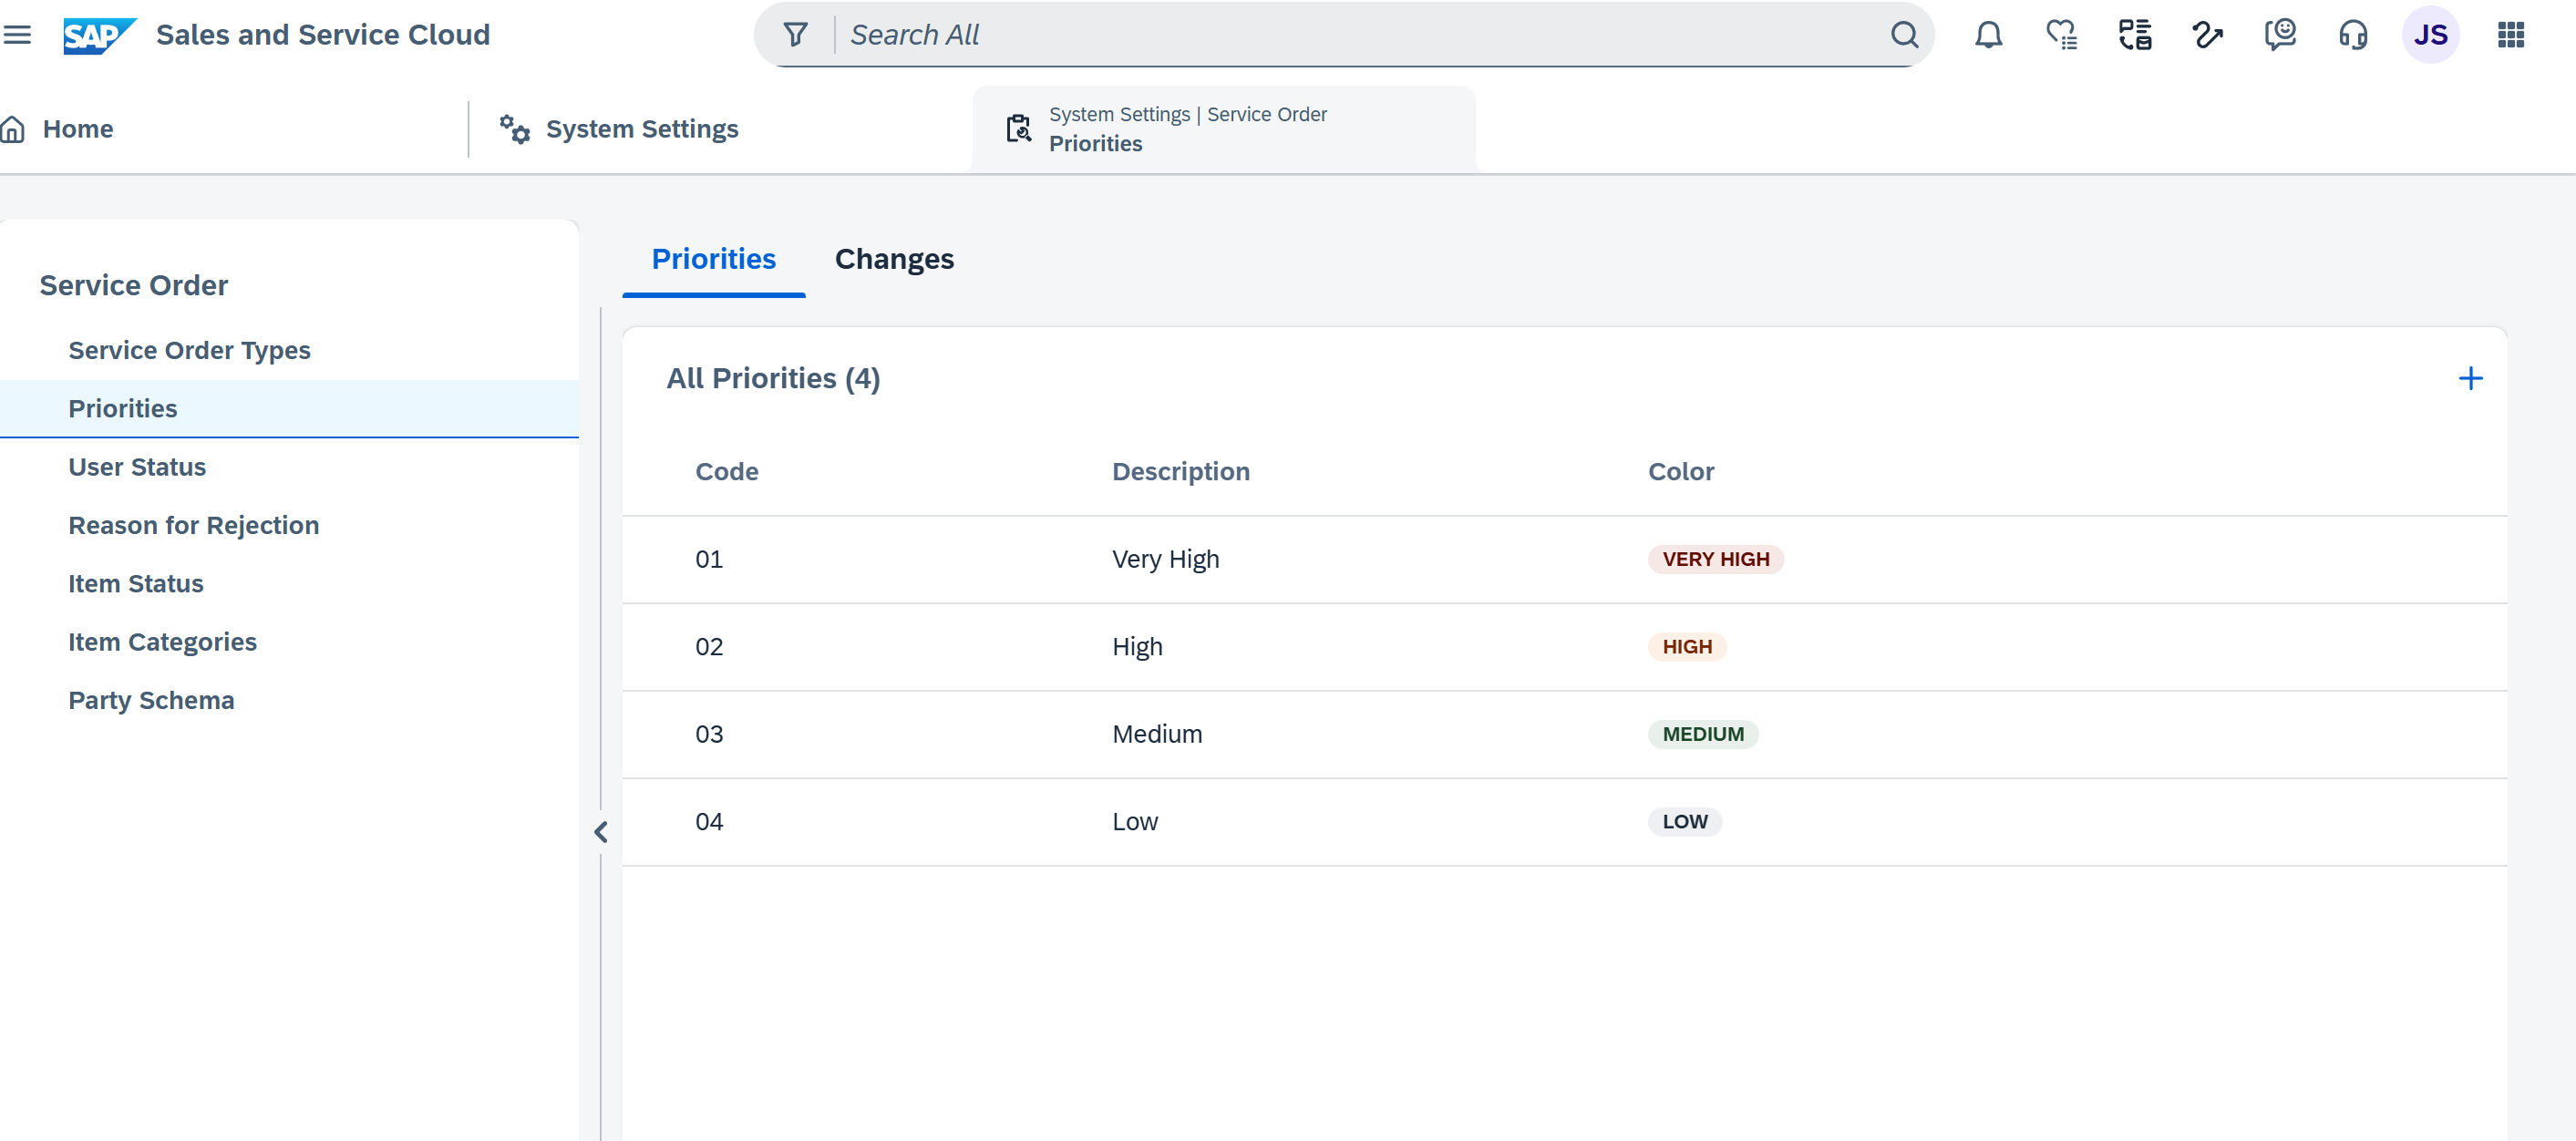 SAP Sales and Service Cloud
Search All
JS
Home
System Settings
System Settings | Service Order
Priorities
Service Order
Service Order Types
Priorities
User Status
Reason for Rejection
Item Status
Item Categories
Party Schema
Priorities
Changes
All Priorities (4)
Code Description Color
01 Very High VERY HIGH
02 High HIGH
03 Medium MEDIUM
04 Low LOW